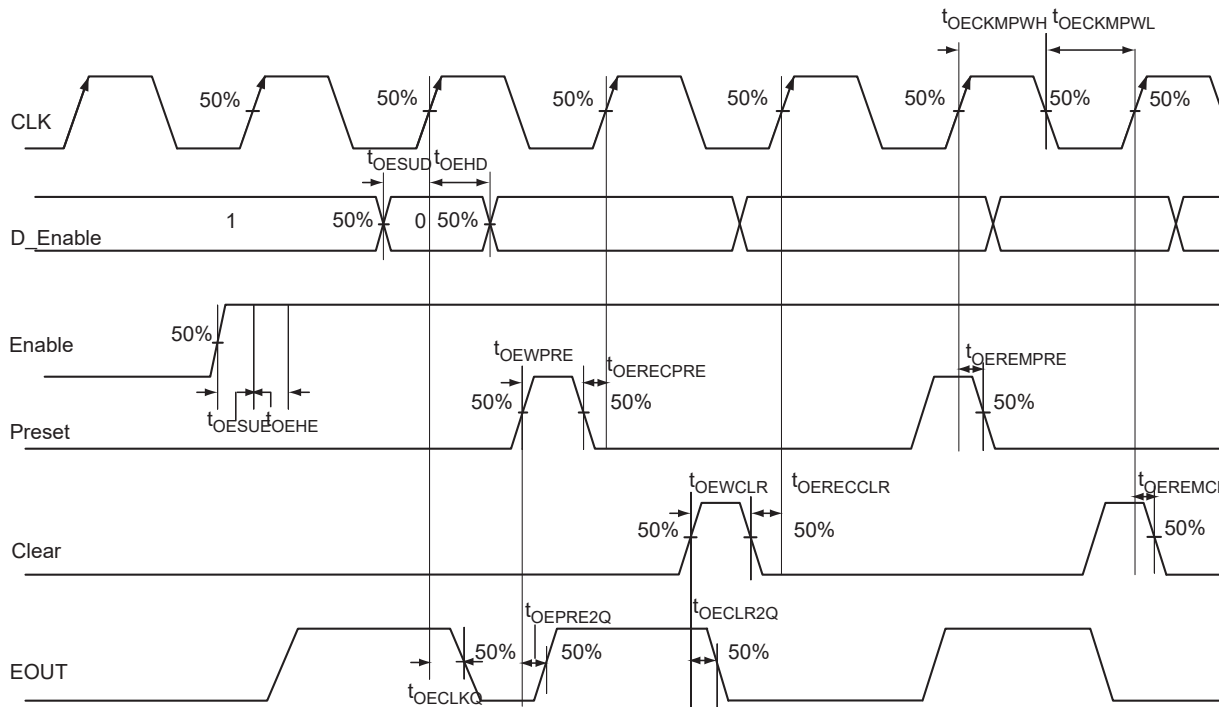 tOECKMPWH tOECKMPWL
50% 50% 50% 50% 50% 50% 50%
CLK
tOESUD tOEHD
1 50% 0 50%
D_Enable
50%
Enable
tOEWPRE
tOERECPRE
tOEREMPRE
50% 50% 50%
tOESUE tOEHE
Preset
tOEWCLR tOERECCLR tOEREMCL
50% 50% 50%
Clear
tOEPRE2Q tOECLR2Q
50% 50% 50%
EOUT
tOECLKQ